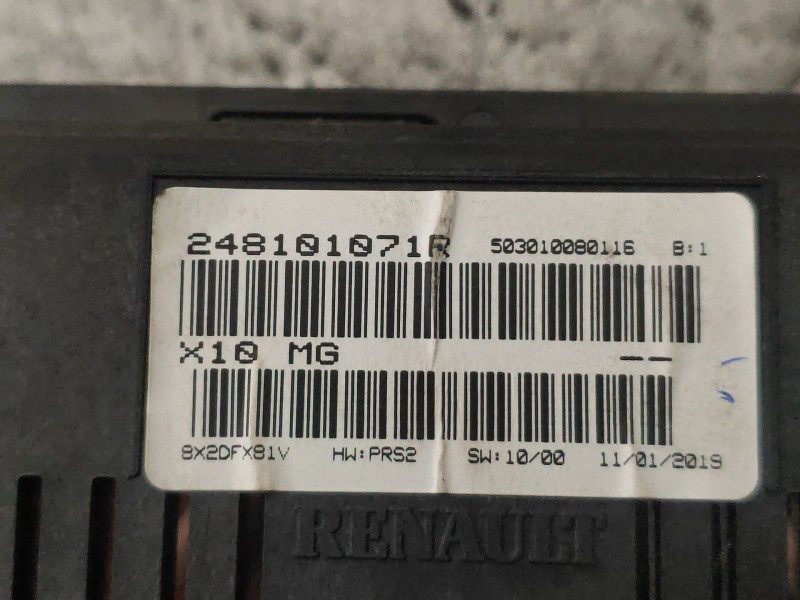 248101071R 503010080116 B:1
X10 MG --
8X2DFX81V HW:PRS2 SW:10/00 11/01/2019
RENAULT